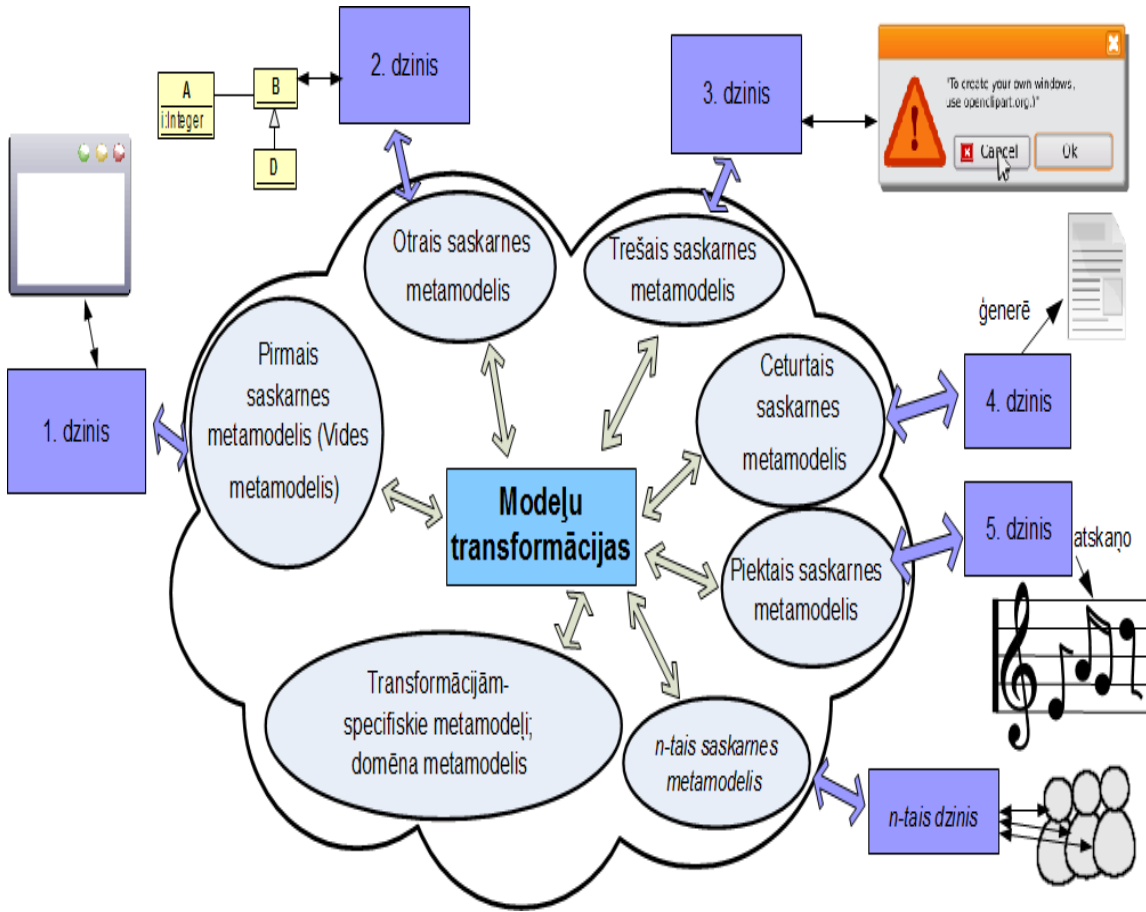 2. dzinis
3. dzinis
A
i:Integer
B
D
"To create your own windows,
use openclipart.org.)"
Cancel
Ok
Otrais saskarnes
metamodelis
Trešais saskarnes
metamodelis
ģenerē
Pirmais
saskarnes
metamodelis (Vides
metamodelis)
Ceturtais
saskarnes
metamodelis
1. dzinis
4. dzinis
Modeļu
transformācijas
5. dzinis
atskaņo
Piektais saskarnes
metamodelis
Transformācijām-
specifiskie metamodeļi;
domēna metamodelis
n-tais saskarnes
metamodelis
n-tais dzinis